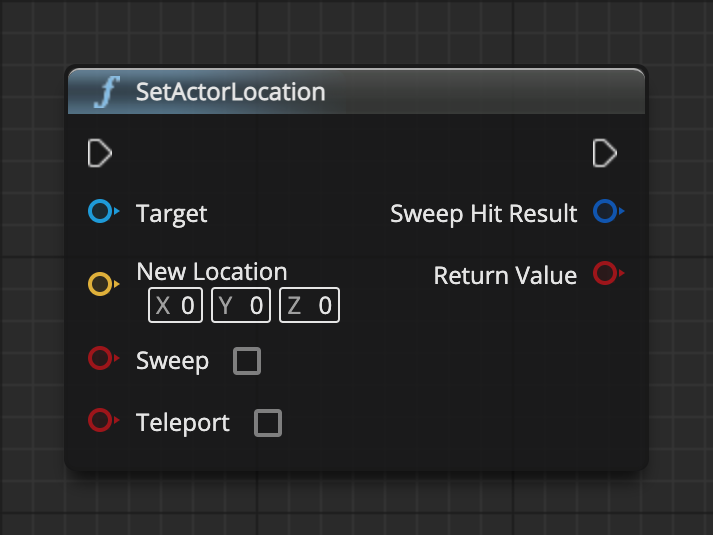 SetActorLocation
Target
Sweep Hit Result
New Location
Return Value
X 0 Y 0 Z 0
Sweep
Teleport